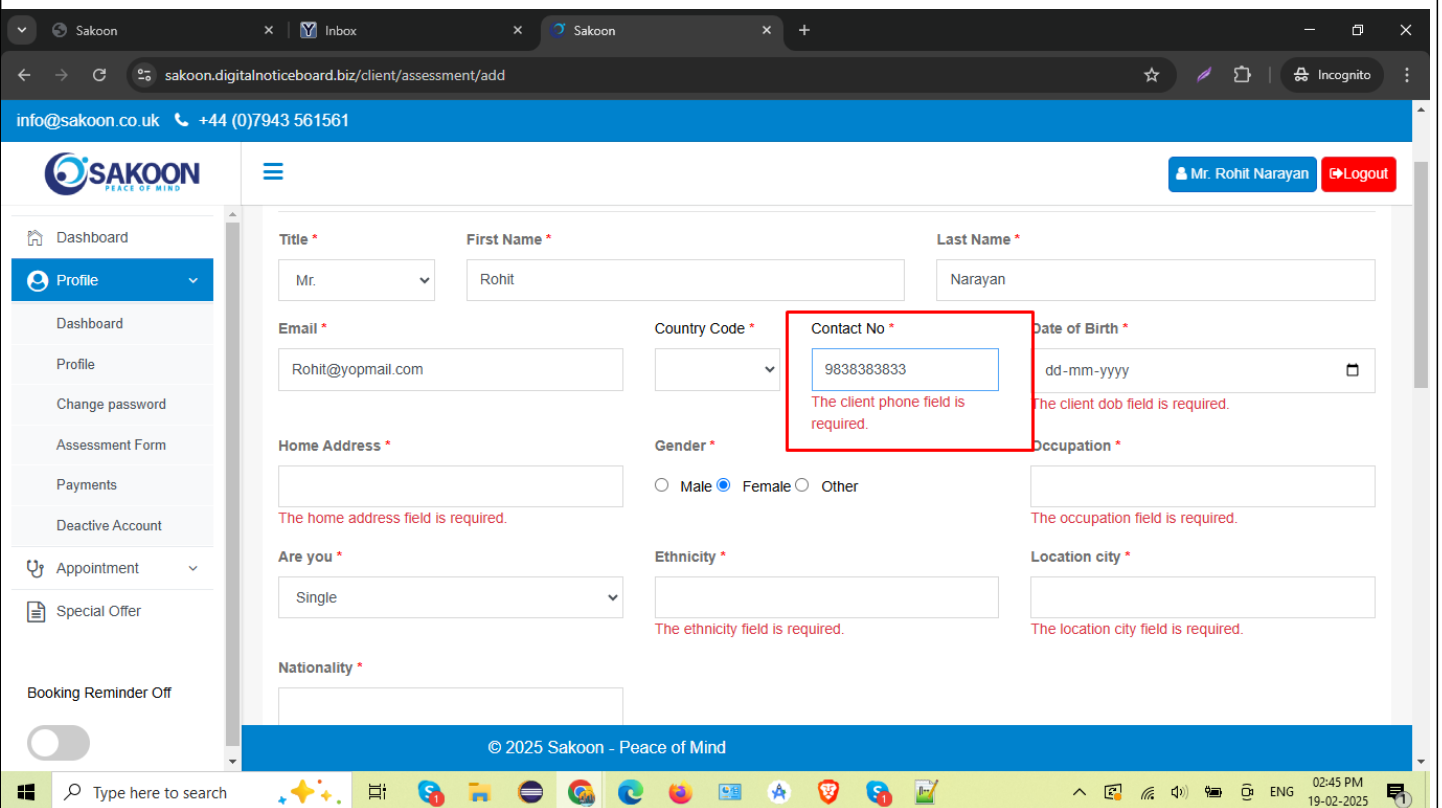 Sakoon
Inbox
Sakoon
sakoon.digitalnoticeboard.biz/client/assessment/add
Incognito
info@sakoon.co.uk +44 (0)7943 561561
SAKOON
PEACE OF MIND
Mr. Rohit Narayan
Logout
Dashboard
Profile
Dashboard
Profile
Change password
Assessment Form
Payments
Deactive Account
Appointment
Special Offer
Booking Reminder Off
Title * First Name * Last Name *
Mr. Rohit Narayan
Email * Country Code * Contact No * Date of Birth *
Rohit@yopmail.com 9838383833 dd-mm-yyyy
The client phone field is
required.
The client dob field is required.
Home Address * Gender * Occupation *
Male Female Other
The home address field is required. The occupation field is required.
Are you * Ethnicity * Location city *
Single
The ethnicity field is required. The location city field is required.
Nationality *
© 2025 Sakoon - Peace of Mind
Type here to search
ENG
02:45 PM
19-02-2025
1